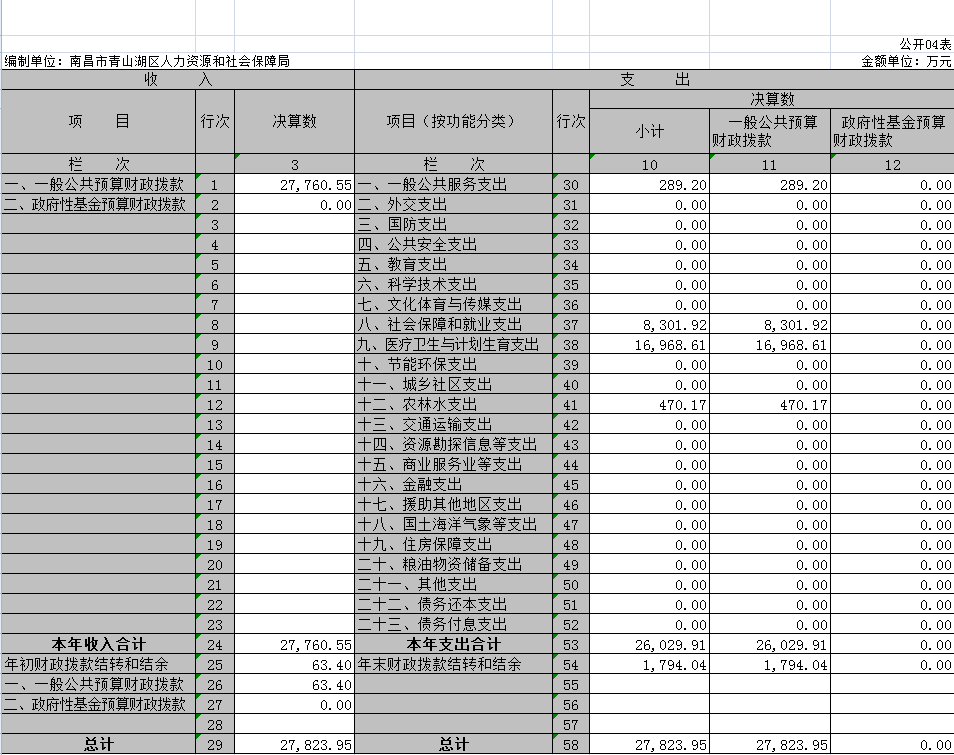 公开04表
编制单位：南昌市青山湖区人力资源和社会保障局 金额单位：万元
收 入 支 出
项 目 行次 决算数 项目（按功能分类） 行次 决算数
小计 一般公共预算财政拨款 政府性基金预算财政拨款
栏 次 3 栏 次 10 11 12
一、一般公共预算财政拨款 1 27,760.55 一、一般公共服务支出 30 289.20 289.20 0.00
二、政府性基金预算财政拨款 2 0.00 二、外交支出 31 0.00 0.00 0.00
3 三、国防支出 32 0.00 0.00 0.00
4 四、公共安全支出 33 0.00 0.00 0.00
5 五、教育支出 34 0.00 0.00 0.00
6 六、科学技术支出 35 0.00 0.00 0.00
7 七、文化体育与传媒支出 36 0.00 0.00 0.00
8 八、社会保障和就业支出 37 8,301.92 8,301.92 0.00
9 九、医疗卫生与计划生育支出 38 16,968.61 16,968.61 0.00
10 十、节能环保支出 39 0.00 0.00 0.00
11 十一、城乡社区支出 40 0.00 0.00 0.00
12 十二、农林水支出 41 470.17 470.17 0.00
13 十三、交通运输支出 42 0.00 0.00 0.00
14 十四、资源勘探信息等支出 43 0.00 0.00 0.00
15 十五、商业服务业等支出 44 0.00 0.00 0.00
16 十六、金融支出 45 0.00 0.00 0.00
17 十七、援助其他地区支出 46 0.00 0.00 0.00
18 十八、国土海洋气象等支出 47 0.00 0.00 0.00
19 十九、住房保障支出 48 0.00 0.00 0.00
20 二十、粮油物资储备支出 49 0.00 0.00 0.00
21 二十一、其他支出 50 0.00 0.00 0.00
22 二十二、债务还本支出 51 0.00 0.00 0.00
23 二十三、债务付息支出 52 0.00 0.00 0.00
本年收入合计 24 27,760.55 本年支出合计 53 26,029.91 26,029.91 0.00
年初财政拨款结转和结余 25 63.40 年末财政拨款结转和结余 54 1,794.04 1,794.04 0.00
一、一般公共预算财政拨款 26 63.40 55
二、政府性基金预算财政拨款 27 0.00 56
28 57
总计 29 27,823.95 总计 58 27,823.95 27,823.95 0.00